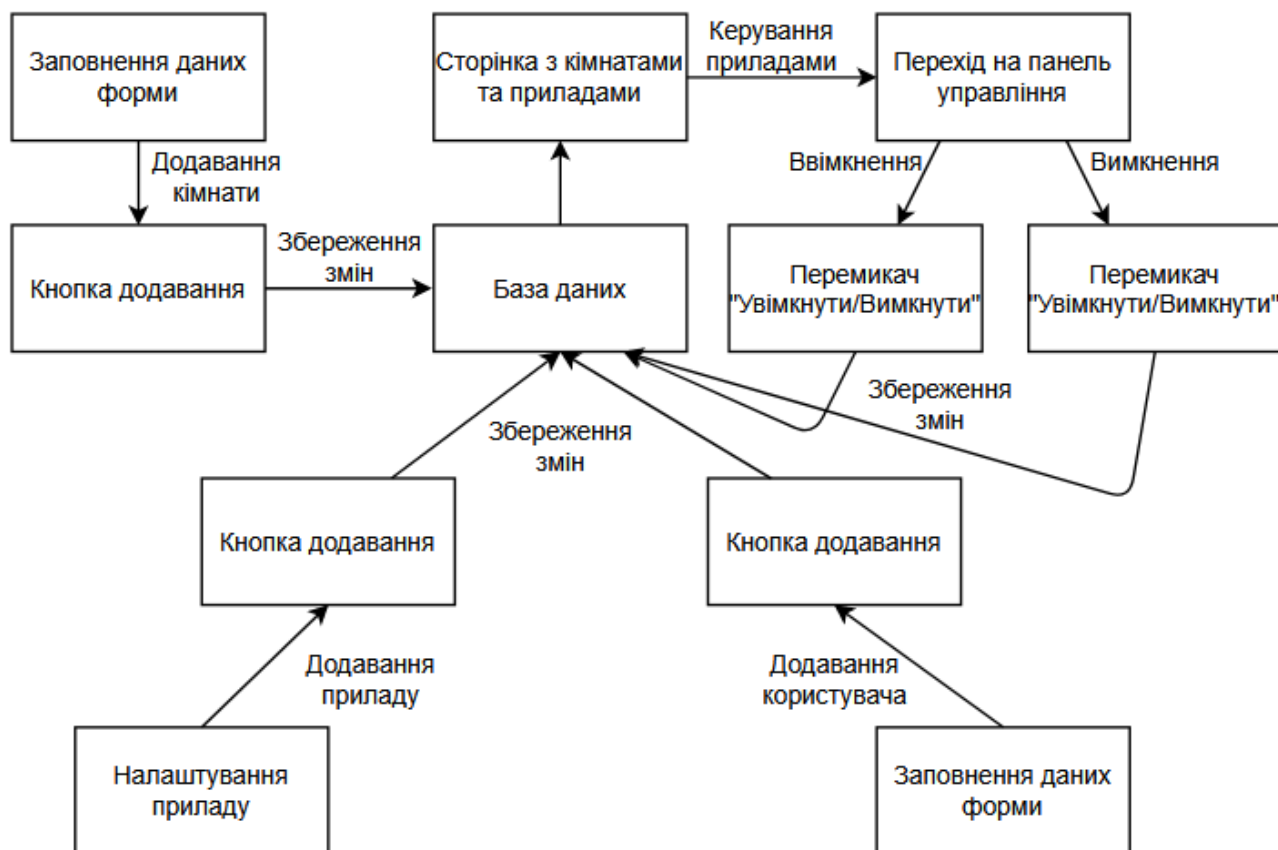 Заповнення даних
форми
Сторінка з кімнатами
та приладами
Керування
приладами
Перехід на панель
управління
Додавання
кімнати
Ввімкнення
Вимкнення
Кнопка додавання
Збереження
змін
База даних
Перемикач
"Увімкнути/Вимкнути"
Перемикач
"Увімкнути/Вимкнути"
Збереження
змін
Збереження
змін
Кнопка додавання
Кнопка додавання
Додавання
приладу
Додавання
користувача
Налаштування
приладу
Заповнення даних
форми